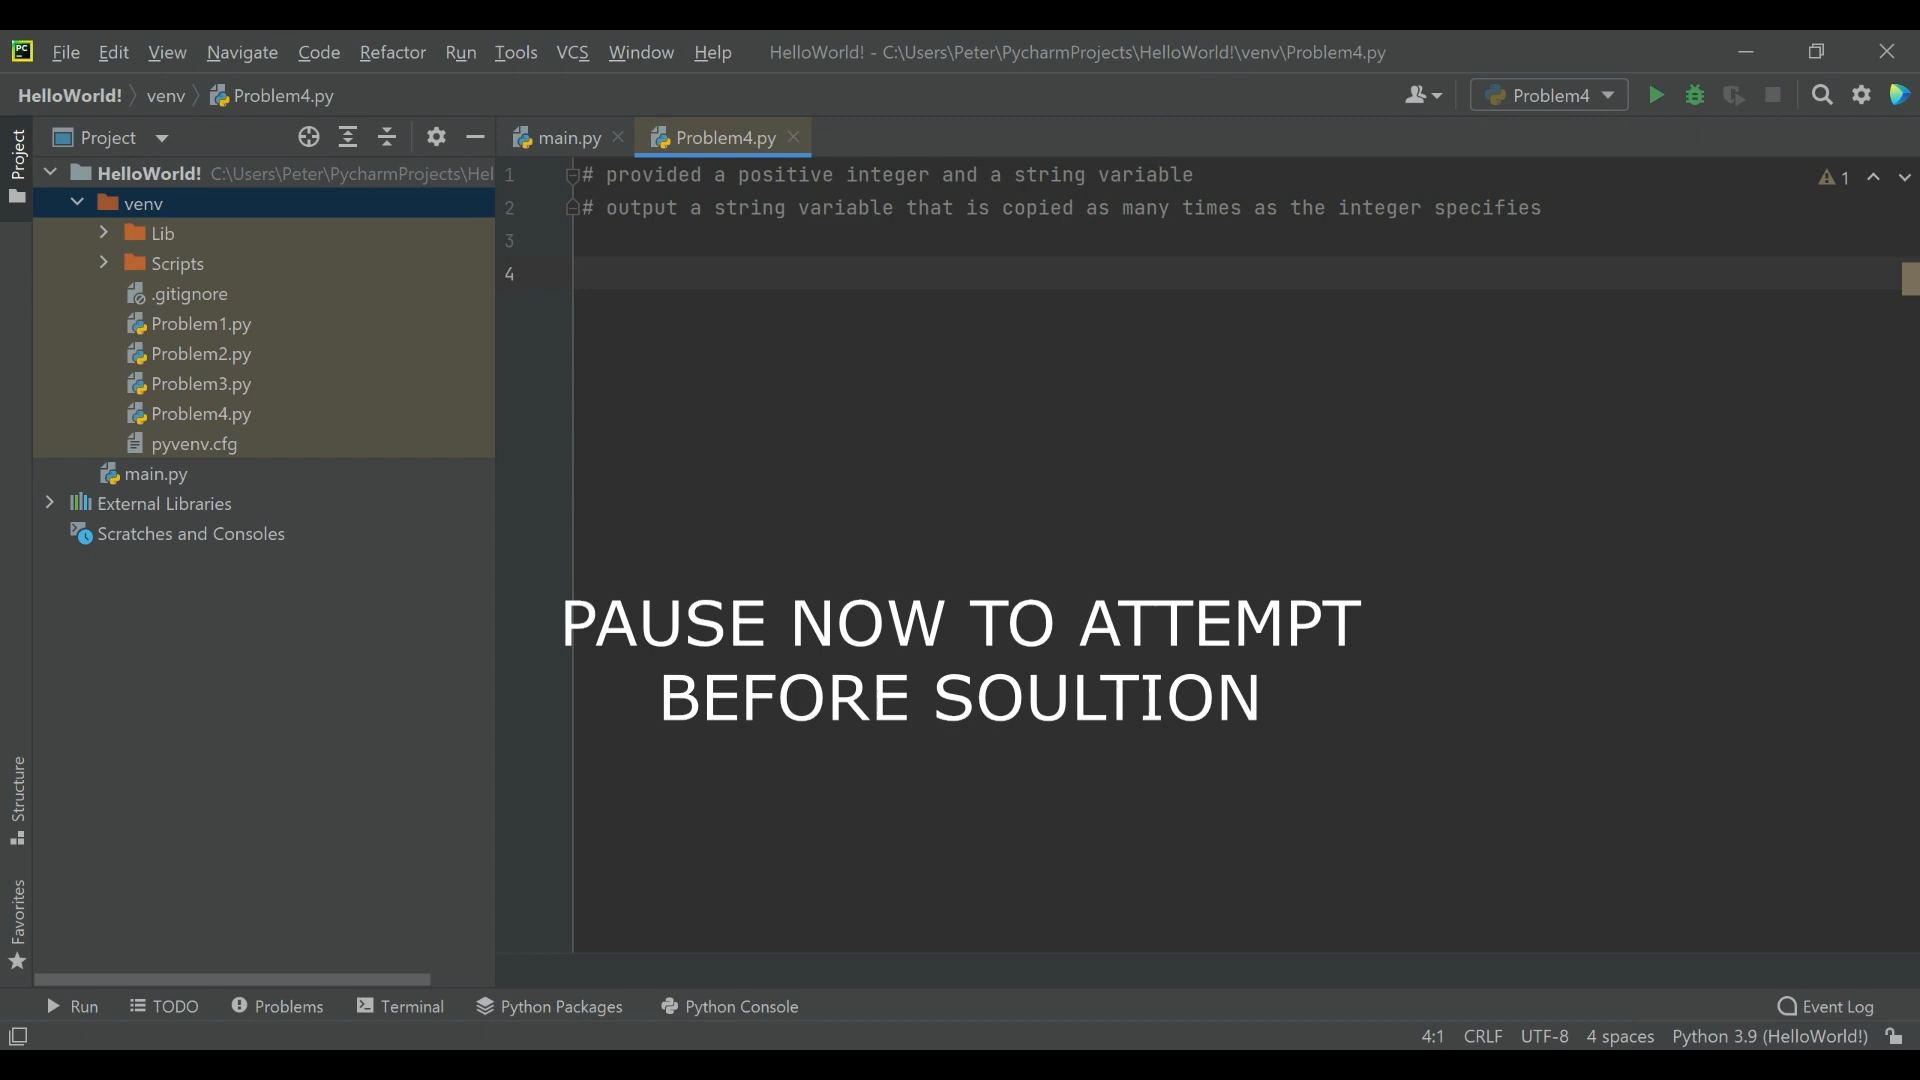 PC File Edit View Navigate Code Refactor Run Tools VCS Window Help HelloWorld! - C:\Users\Peter\PycharmProjects\HelloWorld!\venv\Problem4.py
HelloWorld! venv Problem4.py Problem4
Project
Project
main.py Problem4.py
HelloWorld! C:\Users\Peter\PycharmProjects\Hel
venv
Lib
Scripts
.gitignore
Problem1.py
Problem2.py
Problem3.py
Problem4.py
pyvenv.cfg
main.py
External Libraries
Scratches and Consoles
1 # provided a positive integer and a string variable
1
2 # output a string variable that is copied as many times as the integer specifies
3
4
PAUSE NOW TO ATTEMPT
BEFORE SOULTION
Structure
Favorites
Run TODO Problems Terminal Python Packages Python Console Event Log
4:1 CRLF UTF-8 4 spaces Python 3.9 (HelloWorld!)